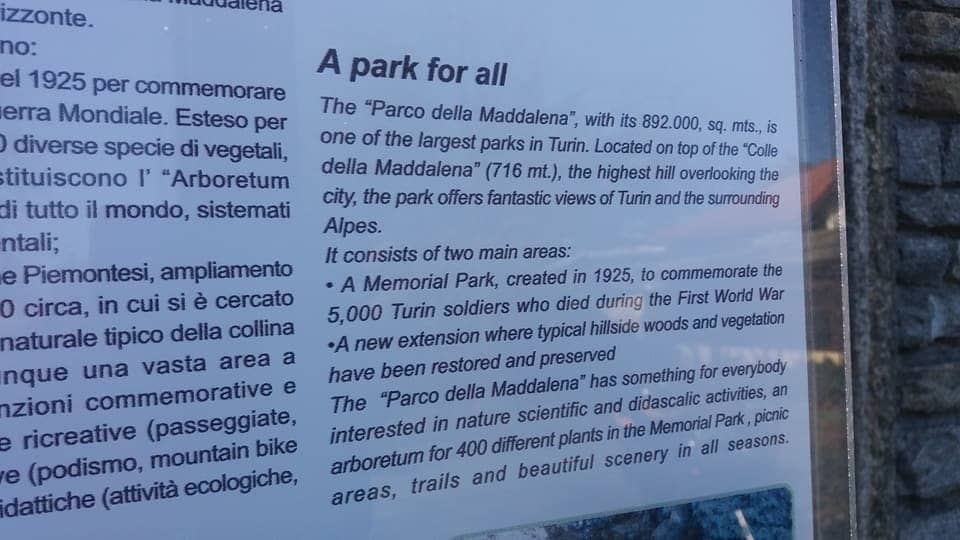 Maddalena
izzonte.
no:
el 1925 per commemorare
uerra Mondiale. Esteso per
0 diverse specie di vegetali,
stituiscono l' “Arboretum
di tutto il mondo, sistemati
entali;
e Piemontesi, ampliamento
0 circa, in cui si è cercato
naturale tipico della collina
unque una vasta area a
nzioni commemorative e
e ricreative (passeggiate,
ve (podismo, mountain bike
idattiche (attività ecologiche,
A park for all
The “Parco della Maddalena”, with its 892.000, sq. mts., is
one of the largest parks in Turin. Located on top of the “Colle
della Maddalena” (716 mt.), the highest hill overlooking the
city, the park offers fantastic views of Turin and the surrounding
Alpes.
It consists of two main areas:
• A Memorial Park, created in 1925, to commemorate the
5,000 Turin soldiers who died during the First World War
•A new extension where typical hillside woods and vegetation
have been restored and preserved
The “Parco della Maddalena” has something for everybody
interested in nature scientific and didascalic activities, an
arboretum for 400 different plants in the Memorial Park , picnic
areas, trails and beautiful scenery in all seasons.